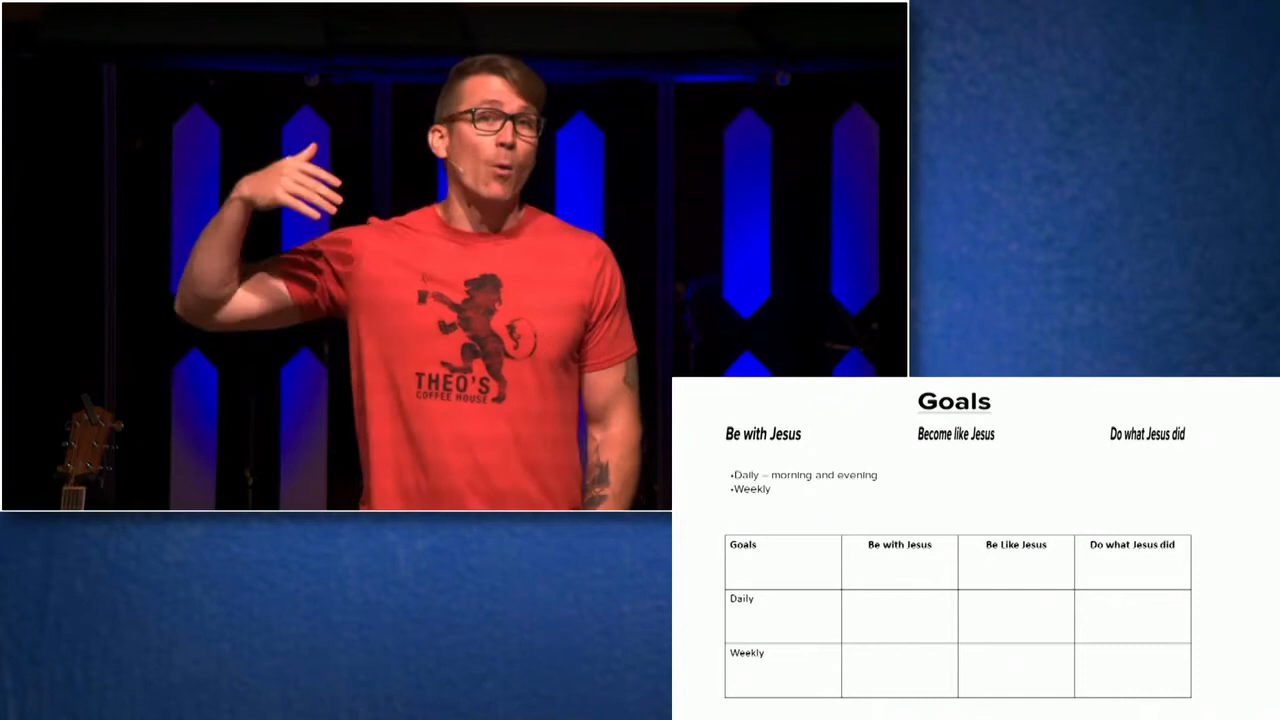 THEO'S
COFFEE HOUSE
Goals
Be with Jesus Become like Jesus Do what Jesus did
•Daily – morning and evening
•Weekly
Goals Be with Jesus Be Like Jesus Do what Jesus did
Daily
Weekly